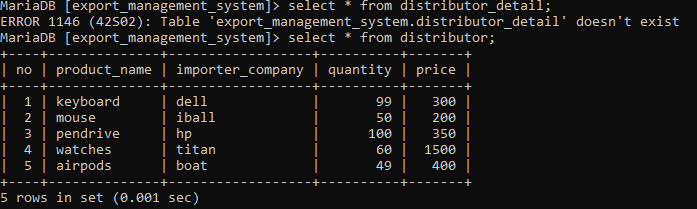 MariaDB [export_management_system]> select * from distributor_detail;
ERROR 1146 (42S02): Table 'export_management_system.distributor_detail' doesn't exist
MariaDB [export_management_system]> select * from distributor;
+----+--------------+------------------+----------+-------+
| no | product_name | importer_company | quantity | price |
+----+--------------+------------------+----------+-------+
|  1 | keyboard     | dell             |       99 |   300 |
|  2 | mouse        | iball            |       50 |   200 |
|  3 | pendrive     | hp               |      100 |   350 |
|  4 | watches      | titan            |       60 |  1500 |
|  5 | airpods      | boat             |       49 |   400 |
+----+--------------+------------------+----------+-------+
5 rows in set (0.001 sec)